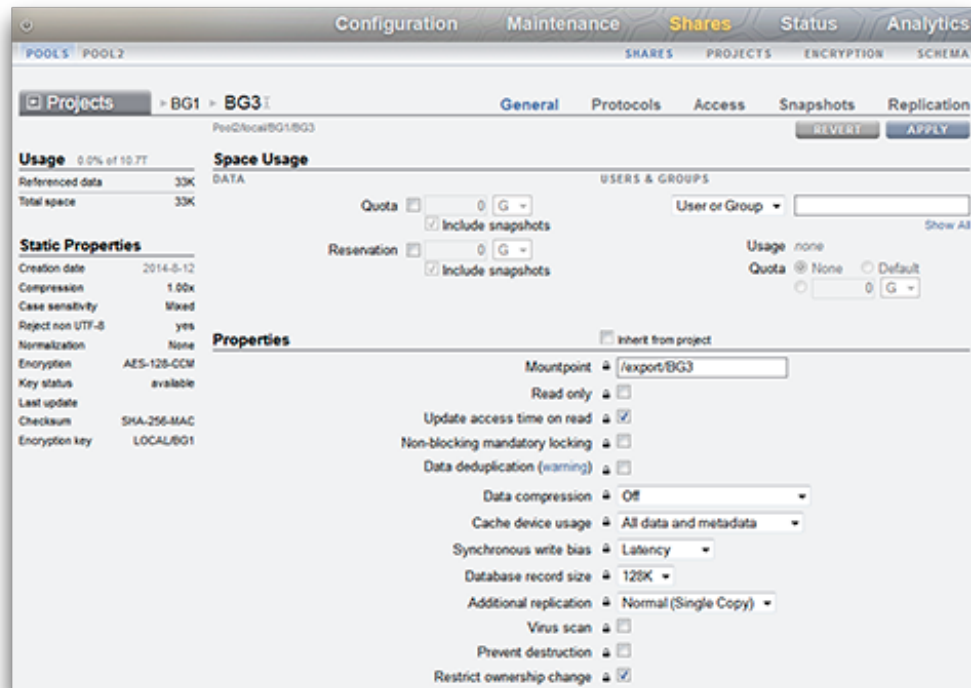 Configuration Maintenance Shares Status Analytics
POOLS POOL2 SHARES PROJECTS ENCRYPTION SCHEMA
Projects BG1 BG3 General Protocols Access Snapshots Replication
Pool2/local/BG1/BG3 REVERT APPLY
Usage 0.0% of 10.7T
Referenced data 33K
Total space 33K
Static Properties
Creation date 2014-8-12
Compression 1.00x
Case sensitivity Mixed
Reject non UTF-8 yes
Normalization None
Encryption AES-128-CCM
Key status available
Last update
Checksum SHA-256-MAC
Encryption key LOCAL/BG1
Space Usage
DATA
Quota 0 G
Include snapshots
Reservation 0 G
Include snapshots
USERS & GROUPS
User or Group
Show All
Usage none
Quota None Default
0 G
Properties Inherit from project
Mountpoint /export/BG3
Read only
Update access time on read
Non-blocking mandatory locking
Data deduplication (warning)
Data compression Off
Cache device usage All data and metadata
Synchronous write bias Latency
Database record size 128K
Additional replication Normal (Single Copy)
Virus scan
Prevent destruction
Restrict ownership change